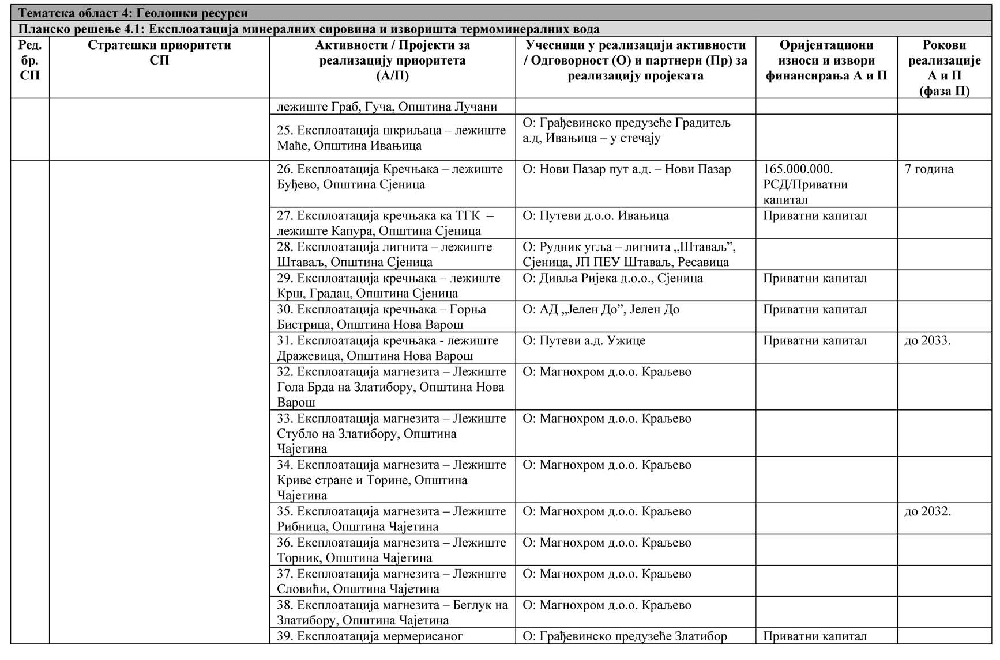 Тематска област 4: Геолошки ресурси
Планско решење 4.1: Експлоатација минералних сировина и изворишта термоминералних вода
Ред.
бр.
СП
Стратешки приоритети
СП
Активности / Пројекти за
реализацију приоритета
(А/П)
Учесници у реализацији активности
/ Одговорност (О) и партнери (Пр) за
реализацију пројеката
Оријентациони
износи и извори
финансирања А и П
Рокови
реализације
А и П
(фаза П)
лежиште Граб, Гуча, Општина Лучани
25. Експлоатација шкриљаца – лежиште
Маће, Општина Ивањица
О: Грађевинско предузеће Градитељ
а.д, Ивањица – у стечају
26. Експлоатација Кречњака – лежиште
Буђево, Општина Сјеница
О: Нови Пазар пут а.д. – Нови Пазар
165.000.000.
РСД/Приватни
капитал
7 година
27. Експлоатација кречњака ка ТГК –
лежиште Капура, Општина Сјеница
О: Путеви д.о.о. Ивањица
Приватни капитал
28. Експлоатација лигнита – лежиште
Штаваљ, Општина Сјеница
О: Рудник угља – лигнита „Штаваљ”,
Сјеница, ЈП ПЕУ Штаваљ, Ресавица
29. Експлоатација кречњака – лежиште
Крш, Градац, Општина Сјеница
О: Дивља Ријека д.о.о., Сјеница
Приватни капитал
30. Експлоатација кречњака – Горња
Бистрица, Општина Нова Варош
О: АД „Јелен До”, Јелен До
Приватни капитал
31. Експлоатација кречњака - лежиште
Дражевица, Општина Нова Варош
О: Путеви а.д. Ужице
Приватни капитал
до 2033.
32. Експлоатација магнезита – Лежиште
Гола Брда на Златибору, Општина Нова
Варош
О: Магнохром д.о.о. Краљево
33. Експлоатација магнезита – Лежиште
Стубло на Златибору, Општина
Чајетина
О: Магнохром д.о.о. Краљево
34. Експлоатација магнезита – Лежиште
Криве стране и Торине, Општина
Чајетина
О: Магнохром д.о.о. Краљево
35. Експлоатација магнезита – Лежиште
Рибница, Општина Чајетина
О: Магнохром д.о.о. Краљево
до 2032.
36. Експлоатација магнезита – Лежиште
Торник, Општина Чајетина
О: Магнохром д.о.о. Краљево
37. Експлоатација магнезита – Лежиште
Словићи, Општина Чајетина
О: Магнохром д.о.о. Краљево
38. Експлоатација магнезита – Беглук на
Златибору, Општина Чајетина
О: Магнохром д.о.о. Краљево
39. Експлоатација мермерисаног
О: Грађевинско предузеће Златибор
Приватни капитал